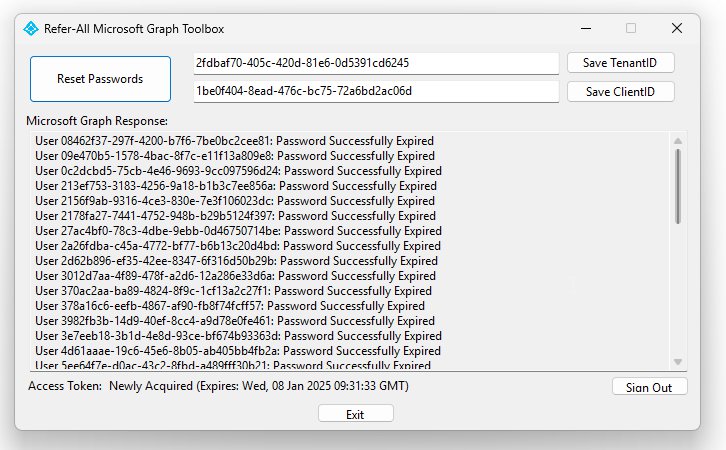 Refer-All Microsoft Graph Toolbox
Reset Passwords
2fdbaf70-405c-420d-81e6-0d5391cd6245
Save TenantID
1be0f404-8ead-476c-bc75-72a6bd2ac06d
Save ClientID
Microsoft Graph Response:
User 08462f37-297f-4200-b7f6-7be0bc2cee81: Password Successfully Expired
User 09e470b5-1578-4bac-8f7c-e11f13a809e8: Password Successfully Expired
User 0c2dcbd5-75cb-4e46-9693-9cc097596d24: Password Successfully Expired
User 213ef753-3183-4256-9a18-b1b3c7ee856a: Password Successfully Expired
User 2156f9ab-9316-4ce3-830e-7e3f106023dc: Password Successfully Expired
User 2178fa27-7441-4752-948b-b29b5124f397: Password Successfully Expired
User 27ac4bf0-78c3-4dbe-9ebb-0d46750714be: Password Successfully Expired
User 2a26fdba-c45a-4772-bf77-b6b13c20d4bd: Password Successfully Expired
User 2d62b896-ef35-42ee-8347-6f316d50b29b: Password Successfully Expired
User 3012d7aa-4f89-478f-a2d6-12a286e33d6a: Password Successfully Expired
User 370ac2aa-ba89-4824-8f9c-1cf13a2c27f1: Password Successfully Expired
User 378a16c6-eefb-4867-af90-fb8f74fcff57: Password Successfully Expired
User 3982fb3b-14d9-40ef-8cc4-a9d78e0fe461: Password Successfully Expired
User 3e7eeb18-3b1d-4e8d-93ce-bf674b93363d: Password Successfully Expired
User 4d61aaae-19c6-45e6-8b05-ab405bb4fb2a: Password Successfully Expired
User 5ee64f7e-d0ac-43c2-8fbd-a489fff30b21: Password Successfully Expired
Access Token: Newly Acquired (Expires: Wed, 08 Jan 2025 09:31:33 GMT)
Sign Out
Exit